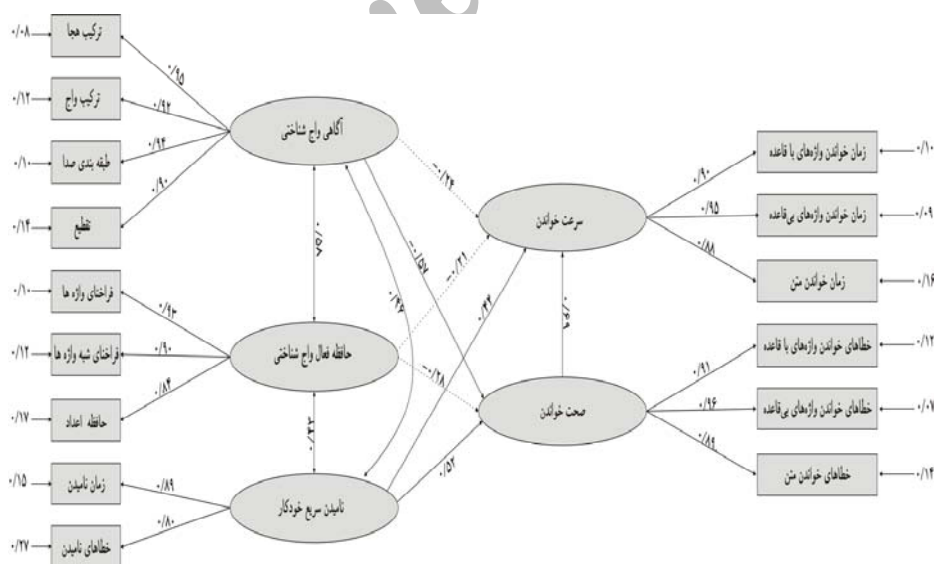 ترکیب هجا
۰/۰۸
۰/۹۵
ترکیب واج
۰/۱۲
۰/۹۲
طبقه بندی صدا
۰/۱۰
۰/۹۴
تقطیع
۰/۱۴
۰/۹۰
فراخنای واژه ها
۰/۱۰
۰/۹۳
فراخنای شبه واژه ها
۰/۱۲
۰/۹۰
حافظه اعداد
۰/۱۷
۰/۸۴
زمان نامیدن
۰/۱۵
۰/۸۹
خطاهای نامیدن
۰/۲۷
۰/۸۰
آگاهی واج شناختی
حافظه فعال واج شناختی
نامیدن سریع خودکار
۰/۵۸
-۰/۲۴
-۰/۵۷
-۰/۲۱
-۰/۲۸
۰/۵۲
سرعت خواندن
صحت خواندن
۰/۶۹
زمان خواندن واژه‌های با قاعده
۰/۱۰
۰/۹۰
زمان خواندن واژه‌های بی‌قاعده
۰/۰۹
۰/۹۵
زمان خواندن متن
۰/۱۶
۰/۸۸
خطاهای خواندن واژه‌های با قاعده
۰/۱۲
۰/۹۱
خطاهای خواندن واژه‌های بی‌قاعده
۰/۰۷
۰/۹۶
خطاهای خواندن متن
۰/۱۴
۰/۸۹